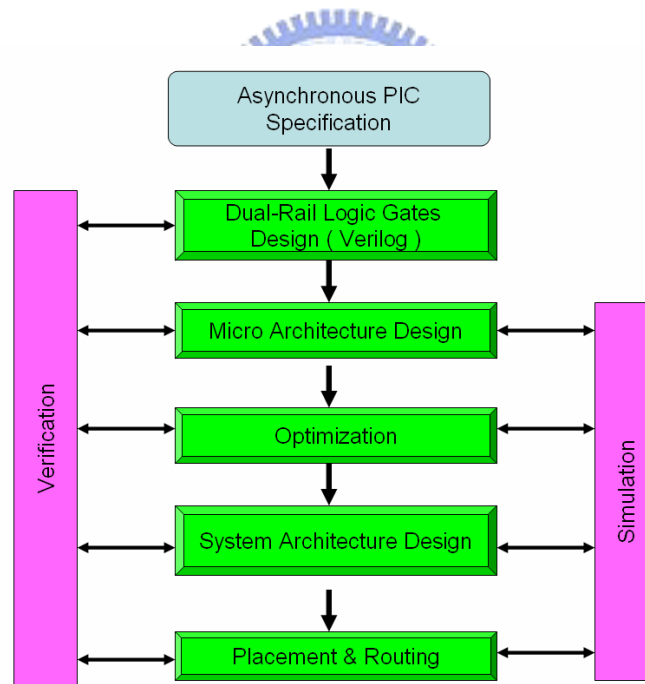 Asynchronous PIC
Specification
Dual-Rail Logic Gates
Design ( Verilog )
Micro Architecture Design
Optimization
System Architecture Design
Placement & Routing
Verification
Simulation